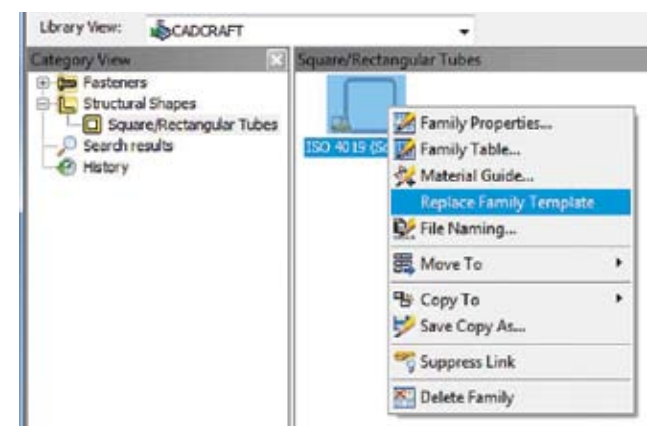 Library View: CADCRAFT
Category View
Square/Rectangular Tubes
Fasteners
Structural Shapes
Square/Rectangular Tubes
Search results
History
ISO 4019
Family Properties...
Family Table...
Material Guide...
Replace Family Template
File Naming...
Move To
Copy To
Save Copy As...
Suppress Link
Delete Family